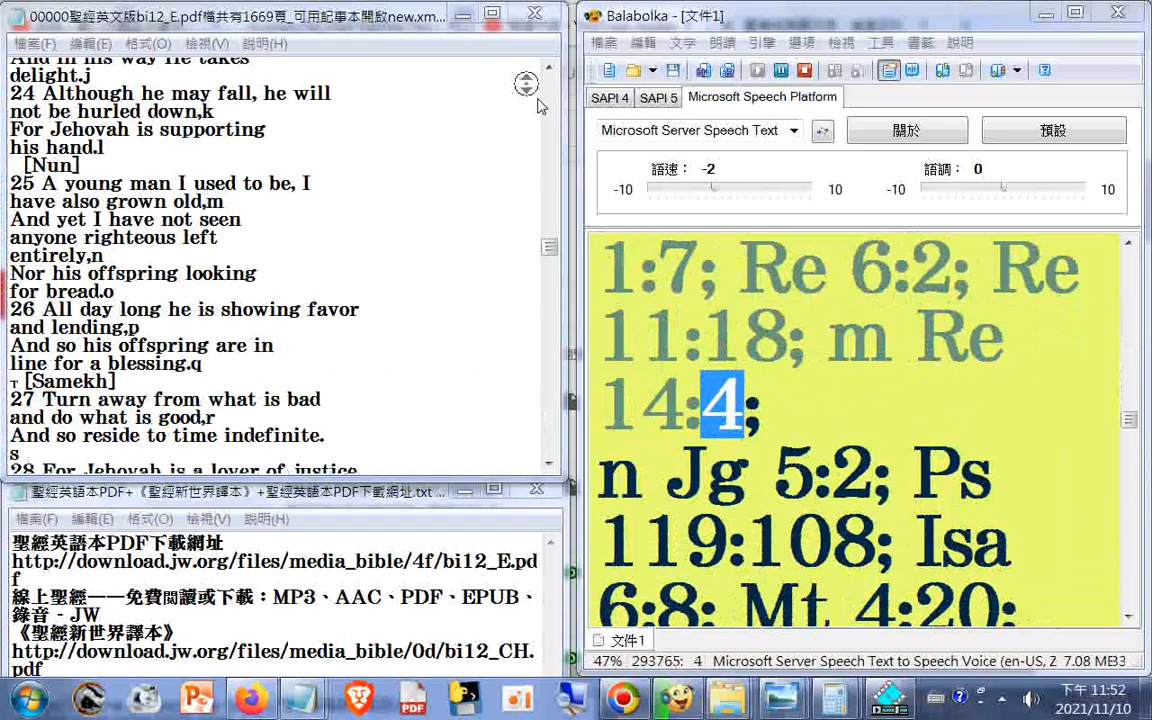 00000聖經英文版bi12_E.pdf檔共有1669頁_可用記事本開啟new.xm...
檔案(F) 編輯(E) 格式(O) 檢視(V) 說明(H)
And in his way He takes
delight.j
24 Although he may fall, he will
not be hurled down,k
For Jehovah is supporting
his hand.l
[Nun]
25 A young man I used to be, I
have also grown old,m
And yet I have not seen
anyone righteous left
entirely,n
Nor his offspring looking
for bread.o
26 All day long he is showing favor
and lending,p
And so his offspring are in
line for a blessing.q
т [Samekh]
27 Turn away from what is bad
and do what is good,r
And so reside to time indefinite.
s
28 For Jehovah is a lover of justice
聖經英語本PDF+《聖經新世界譯本》+聖經英語本PDF下載網址.txt ...
檔案(F) 編輯(E) 格式(O) 檢視(V) 說明(H)
聖經英語本PDF下載網址
http://download.jw.org/files/media_bible/4f/bi12_E.pd
f
線上聖經——免費閱讀或下載：MP3、AAC、PDF、EPUB、
錄音 - JW
《聖經新世界譯本》
http://download.jw.org/files/media_bible/0d/bi12_CH.
pdf
Balabolka - [文件1]
檔案 編輯 文字 朗讀 引擎 選項 檢視 工具 書籤 說明
SAPI 4 SAPI 5 Microsoft Speech Platform
Microsoft Server Speech Text 關於 預設
語速： -2 語調： 0
-10 10 -10 10
1:7; Re 6:2; Re
11:18; m Re
14:4;
n Jg 5:2; Ps
119:108; Isa
6:8; Mt 4:20;
文件1
47% 293765: 4 Microsoft Server Speech Text to Speech Voice (en-US, Z 7.08 MB
下午 11:52
2021/11/10